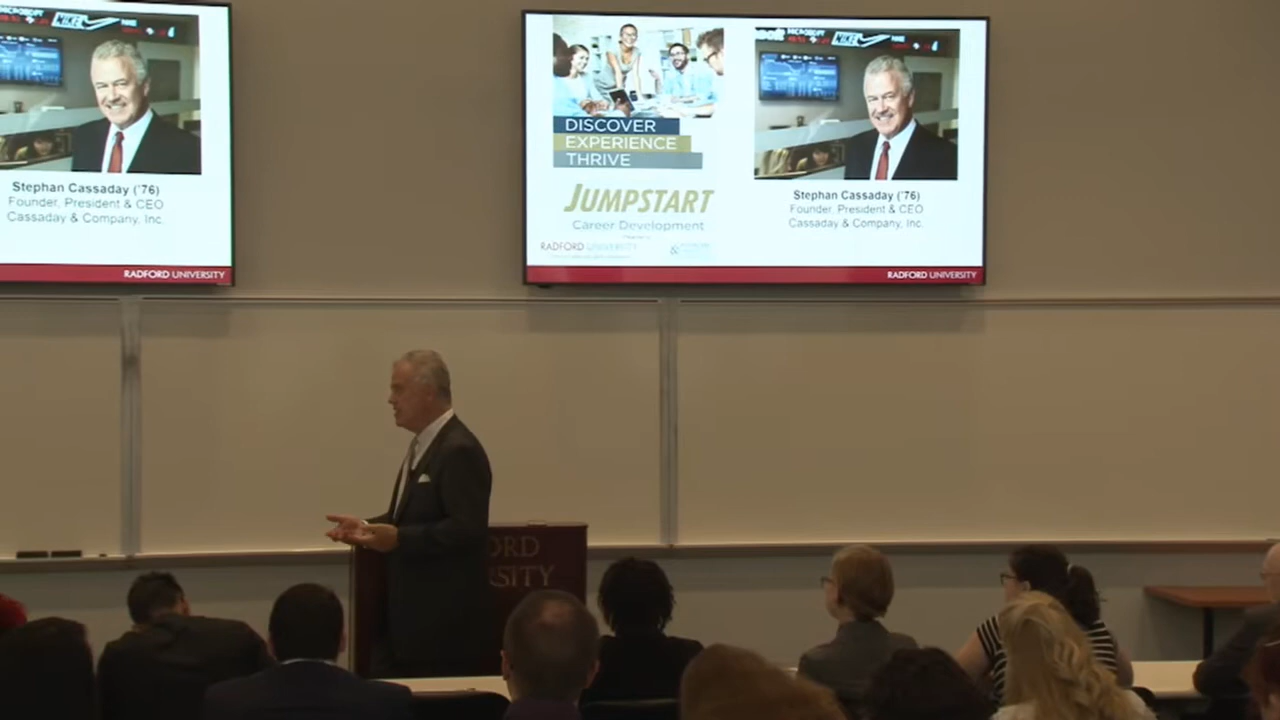 NIKE
Stephan Cassaday ('76)
Founder, President & CEO
Cassaday & Company, Inc.
RADFORD UNIVERSITY
DISCOVER
EXPERIENCE
THRIVE
JUMPSTART
Career Development
RADFORD UNIVERSITY
&
MICROSOFT
NIKE
Stephan Cassaday ('76)
Founder, President & CEO
Cassaday & Company, Inc.
RADFORD UNIVERSITY
ORD
SITY